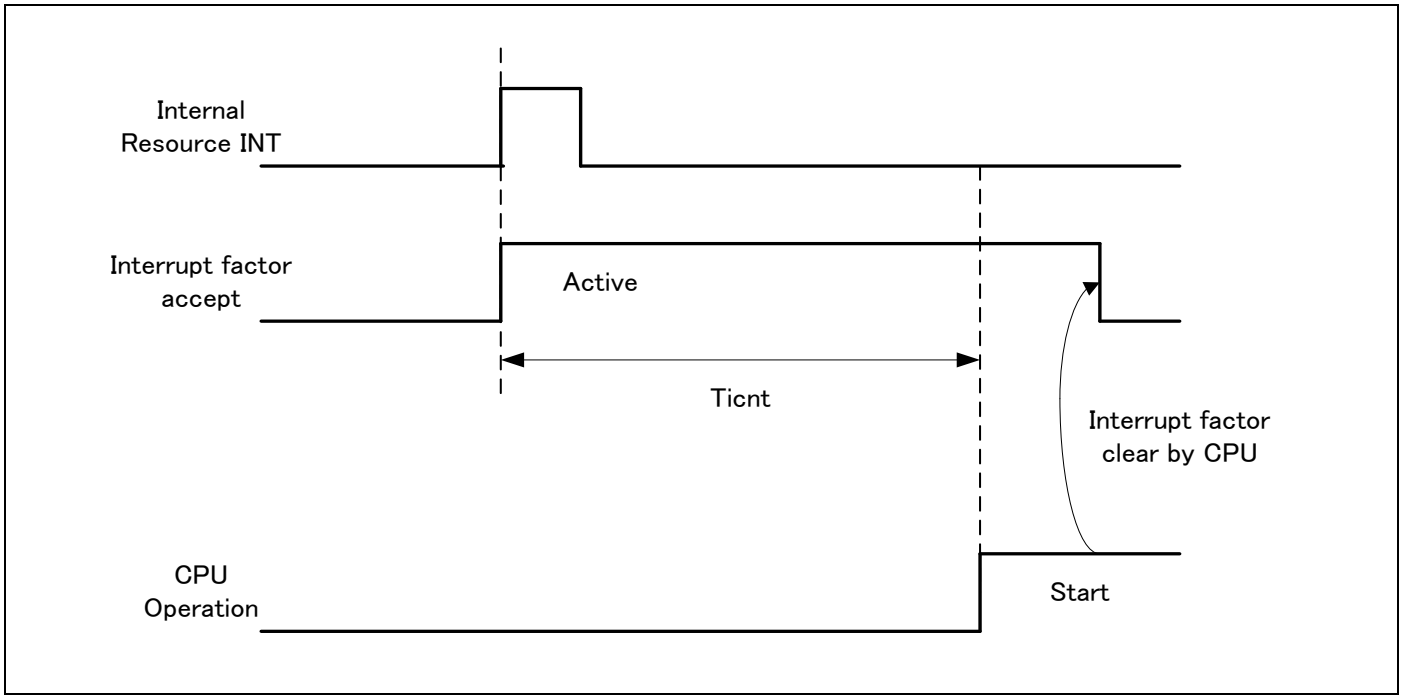 Internal
Resource INT
Interrupt factor
accept
Active
Ticnt
Interrupt factor
clear by CPU
CPU
Operation
Start